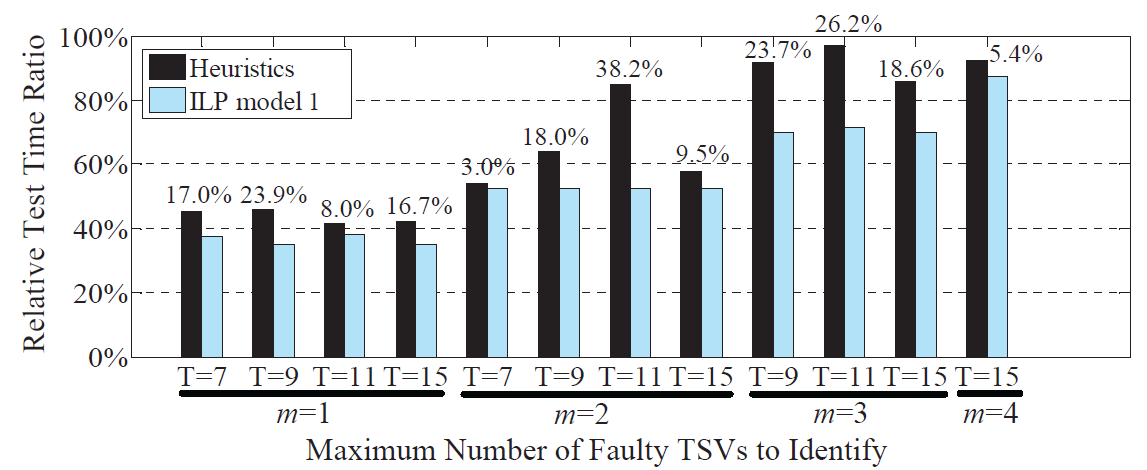 Relative Test Time Ratio
100%
80%
60%
40%
20%
0%
Heuristics
ILP model 1
17.0% 23.9% 8.0% 16.7% 3.0% 18.0% 38.2% 9.5% 23.7% 26.2% 18.6% 5.4%
T=7 T=9 T=11 T=15 T=7 T=9 T=11 T=15 T=9 T=11 T=15 T=15
m=1 m=2 m=3 m=4
Maximum Number of Faulty TSVs to Identify